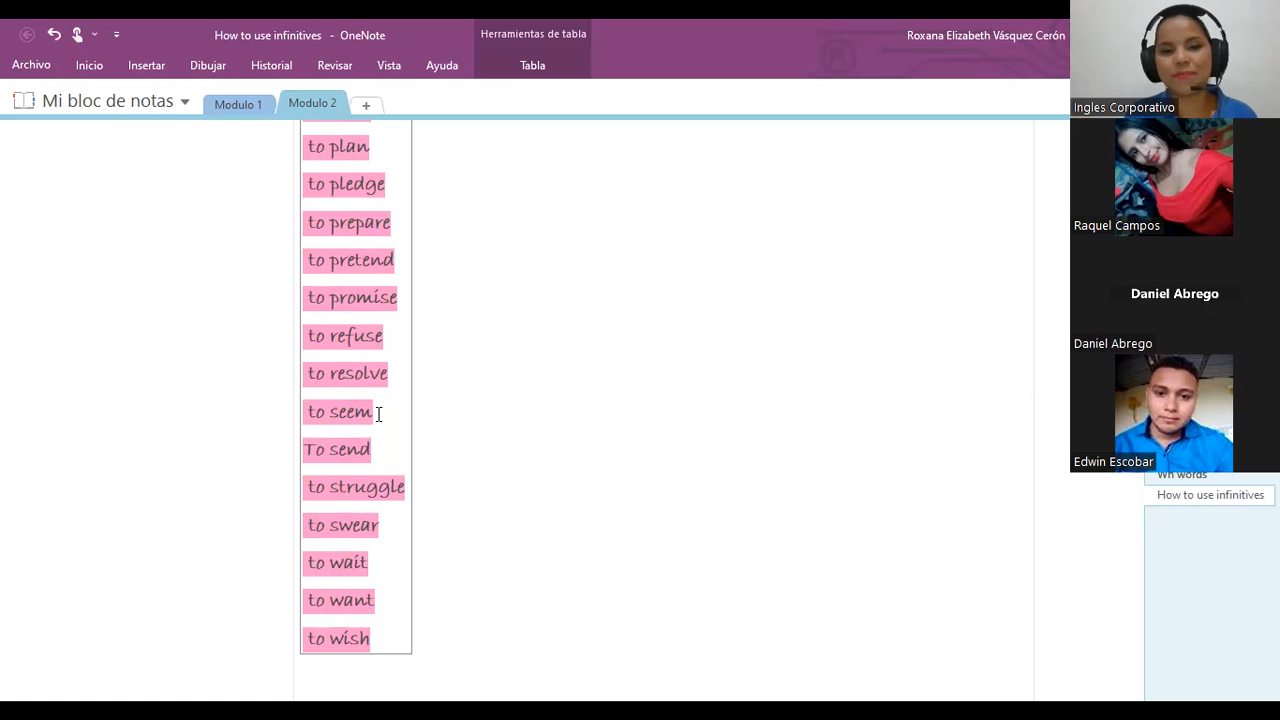 How to use infinitives - OneNote
Herramientas de tabla
Roxana Elizabeth Vásquez Cerón
Archivo Inicio Insertar Dibujar Historial Revisar Vista Ayuda Tabla
Mi bloc de notas Modulo 1 Modulo 2 +
to plan
to pledge
to prepare
to pretend
to promise
to refuse
to resolve
to seem
To send
to struggle
to swear
to wait
to want
to wish
Ingles Corporativo
Raquel Campos
Daniel Abrego
Daniel Abrego
Edwin Escobar
Wh words
How to use infinitives